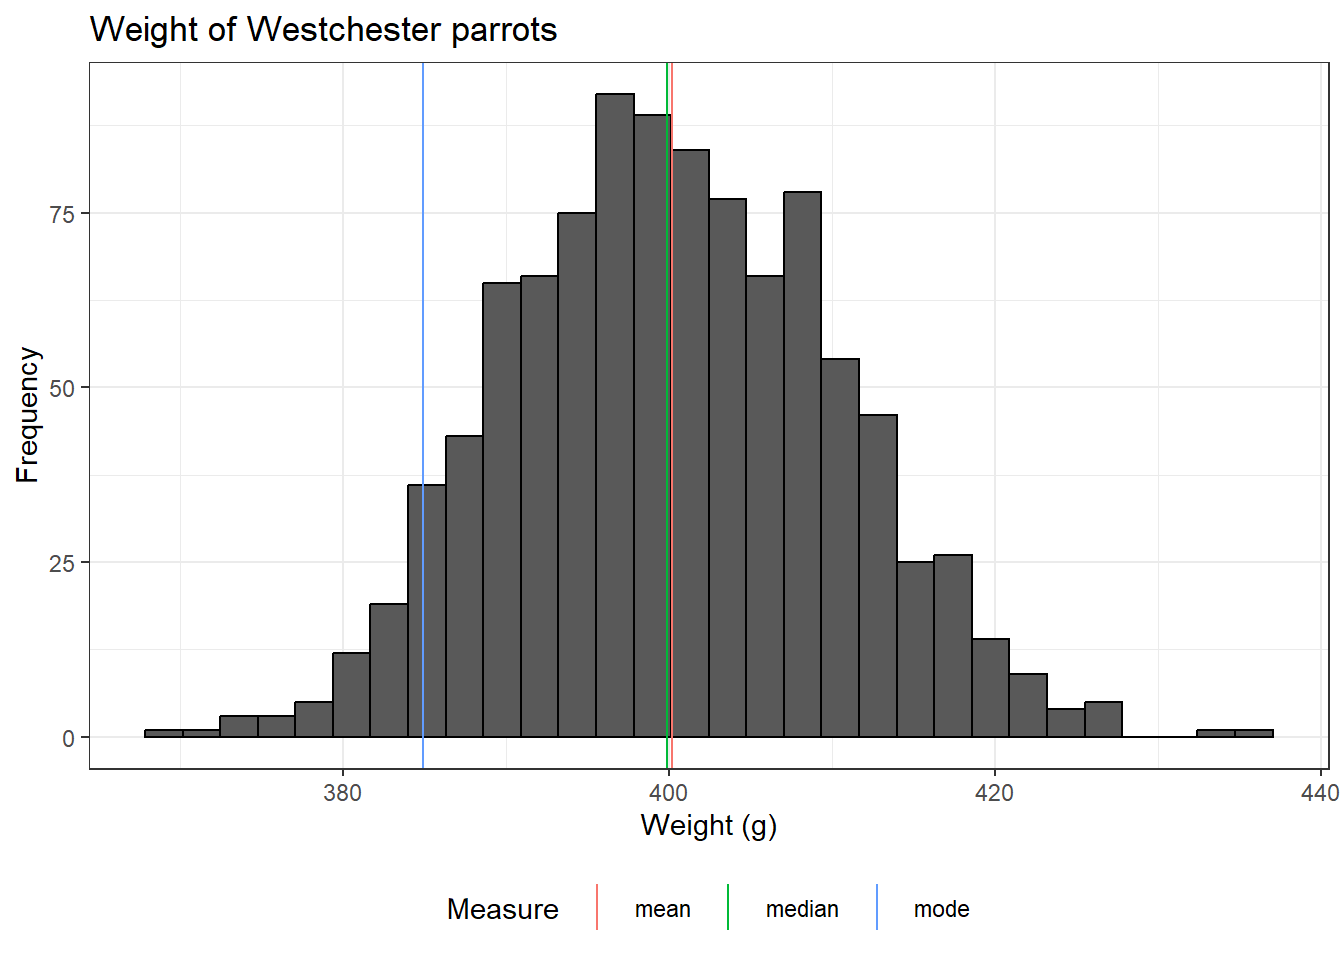 Weight of Westchester parrots
Frequency
75
50
25
0
380 400 420 440
Weight (g)
Measure mean median mode